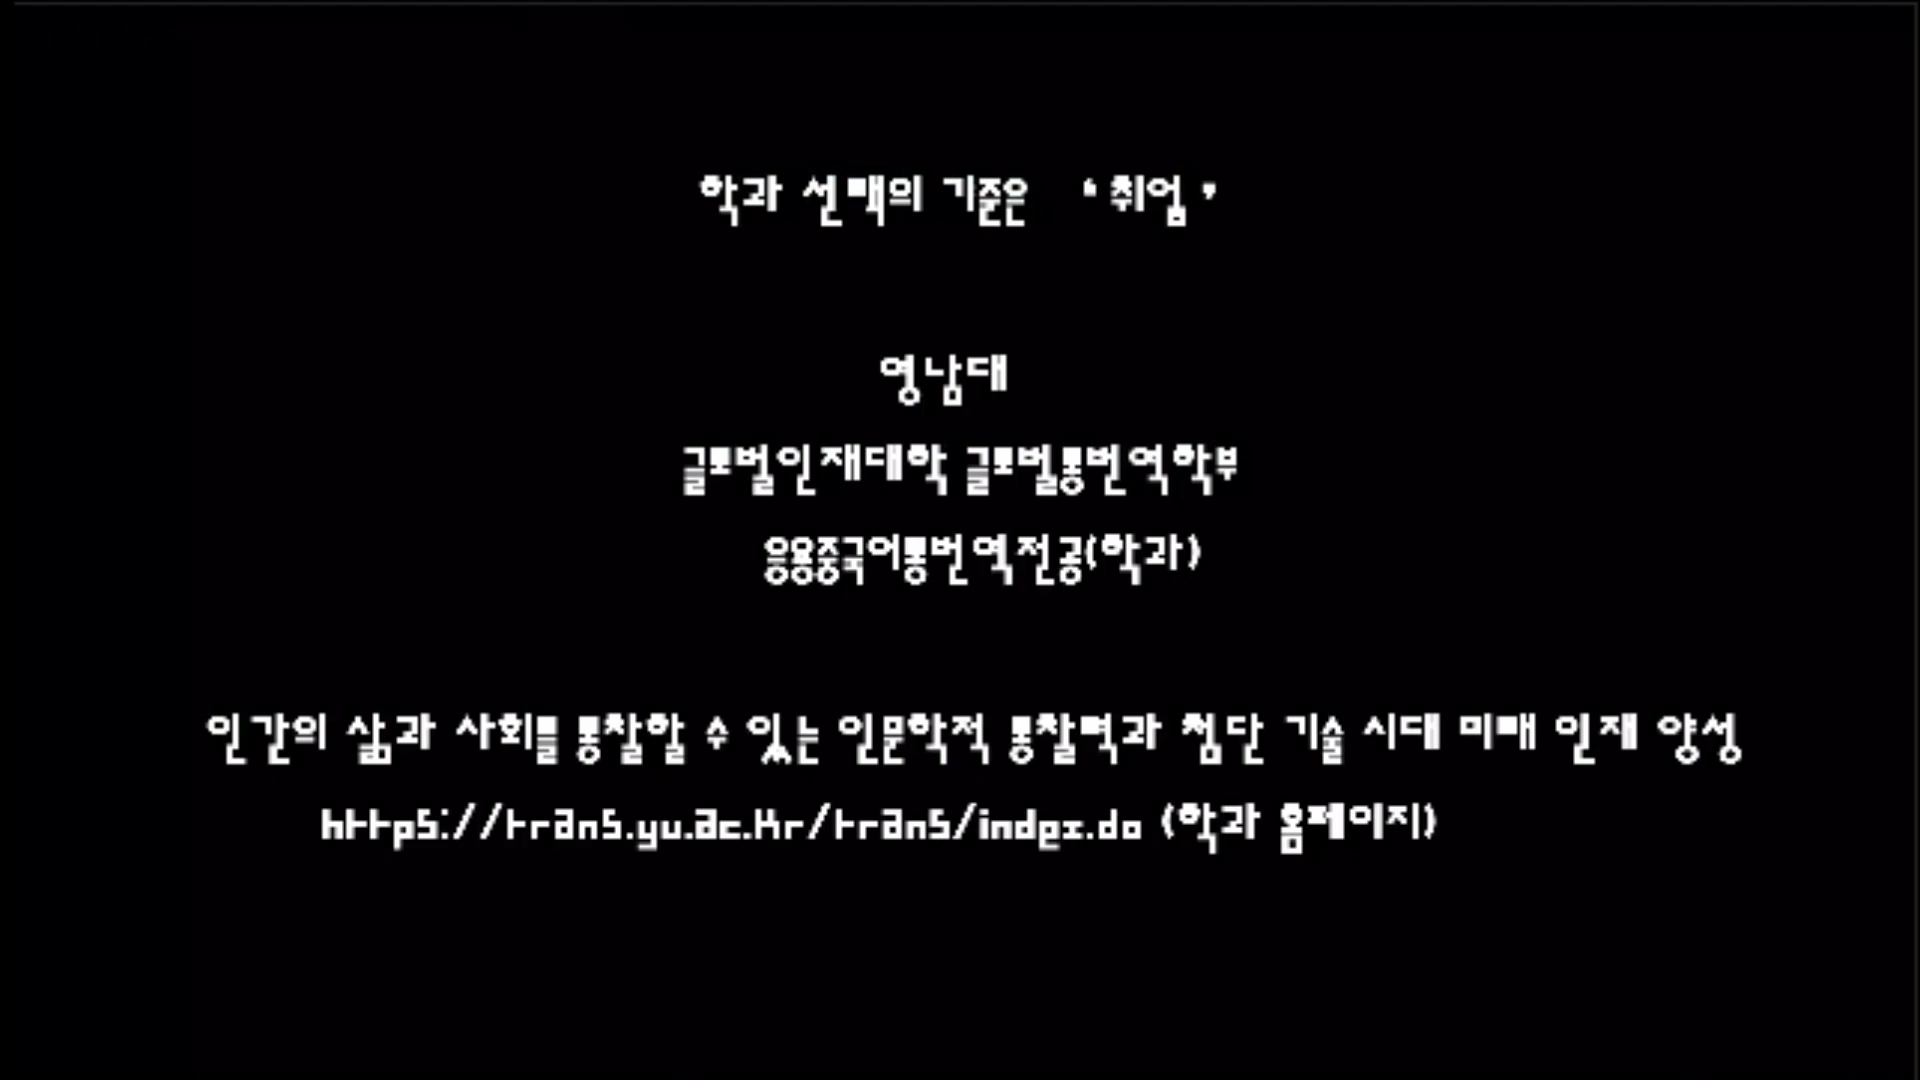 학과 선택의 기준은 ‘취업’
영남대
글로벌인재대학 글로벌통번역학부
응용중국어통번역전공(학과)
인간의 삶과 사회를 통찰할 수 있는 인문학적 통찰력과 첨단 기술 시대 미래 인재 양성
https://trans.yu.ac.kr/trans/index.do (학과 홈페이지)